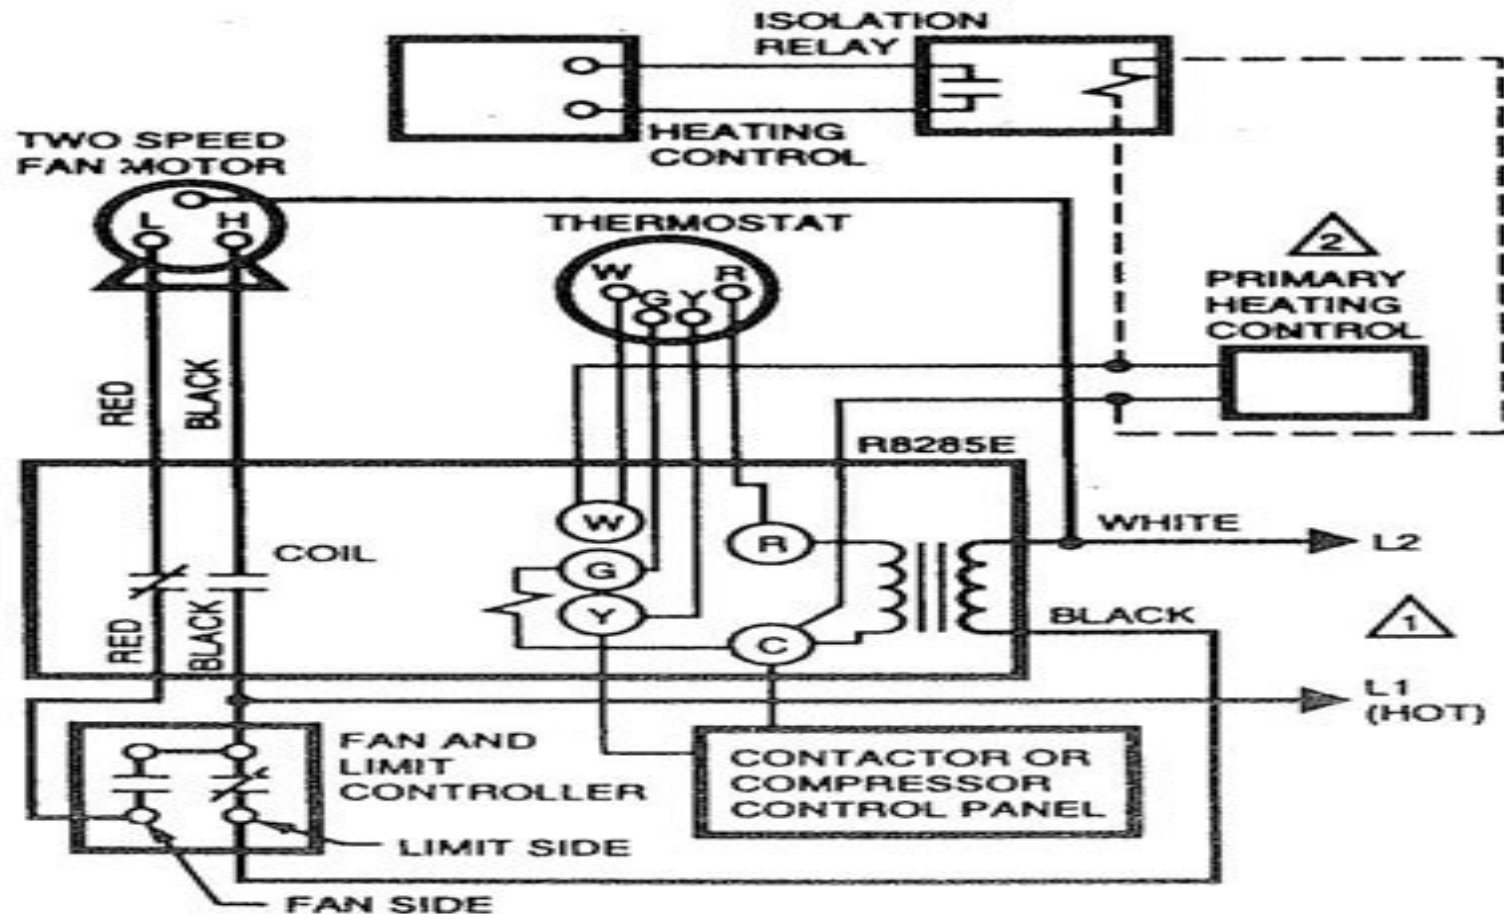 ISOLATION
RELAY
HEATING
CONTROL
TWO SPEED
FAN MOTOR
L H
THERMOSTAT
W R
G Y
2
PRIMARY
HEATING
CONTROL
RED
BLACK
R8285E
W
R
G
Y
C
COIL
RED
BLACK
WHITE
L2
BLACK
1
L1
(HOT)
FAN AND
LIMIT
CONTROLLER
CONTACTOR OR
COMPRESSOR
CONTROL PANEL
LIMIT SIDE
FAN SIDE